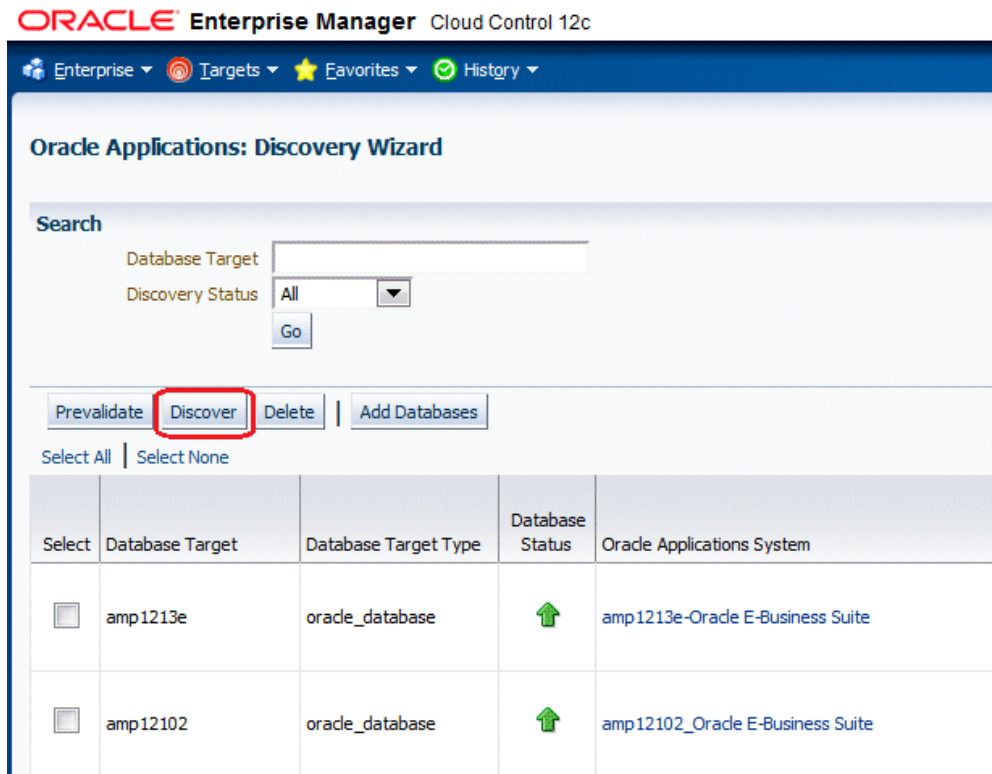 ORACLE Enterprise Manager Cloud Control 12c
Enterprise Targets Favorites History
Oracle Applications: Discovery Wizard
Search
Database Target
Discovery Status All
Go
Prevalidate Discover Delete | Add Databases
Select All | Select None
Select Database Target Database Target Type Database Status Oracle Applications System
amp1213e oracle_database amp1213e-Oracle E-Business Suite
amp12102 oracle_database amp12102_Oracle E-Business Suite